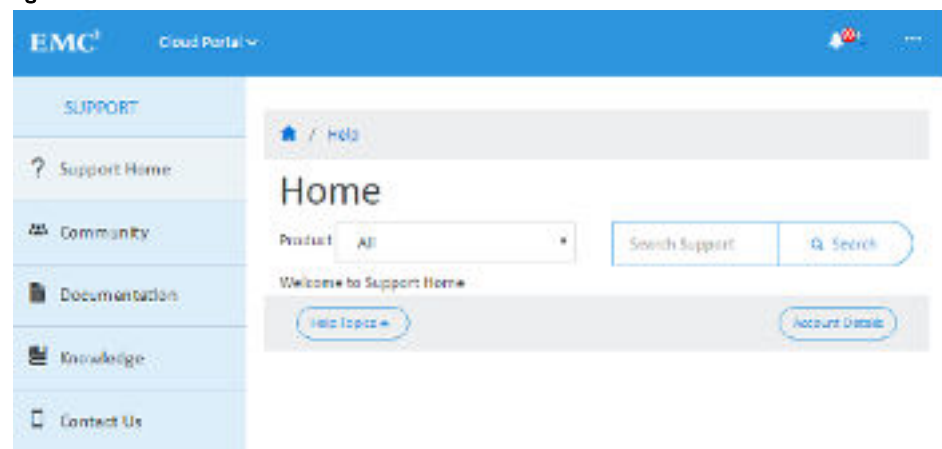 EMC²
Cloud Portal
SUPPORT
? Support Home
Community
Documentation
Knowledge
Contact Us
/ Help
Home
Product All
Search Support Search
Welcome to Support Home
Help Topics
Account Details